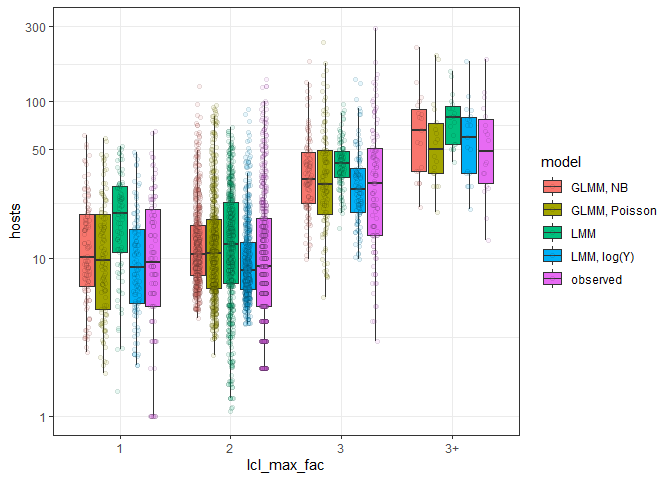 300
100
50
10
1
hosts
1
2
3
3+
lcl_max_fac
model
GLMM, NB
GLMM, Poisson
LMM
LMM, log(Y)
observed